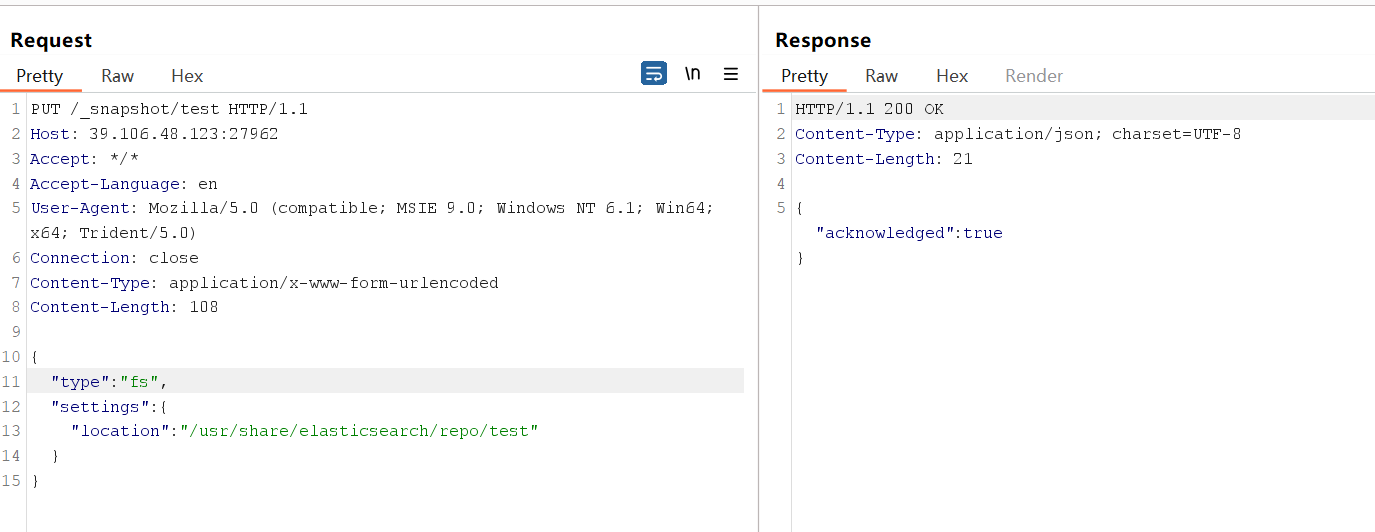 Request
Pretty Raw Hex \n
1 PUT /_snapshot/test HTTP/1.1
2 Host: 39.106.48.123:27962
3 Accept: */*
4 Accept-Language: en
5 User-Agent: Mozilla/5.0 (compatible; MSIE 9.0; Windows NT 6.1; Win64;
x64; Trident/5.0)
6 Connection: close
7 Content-Type: application/x-www-form-urlencoded
8 Content-Length: 108
9
10 {
11 "type":"fs",
12 "settings":{
13 "location":"/usr/share/elasticsearch/repo/test"
14 }
15 }
Response
Pretty Raw Hex Render
1 HTTP/1.1 200 OK
2 Content-Type: application/json; charset=UTF-8
3 Content-Length: 21
4
5 {
"acknowledged":true
}